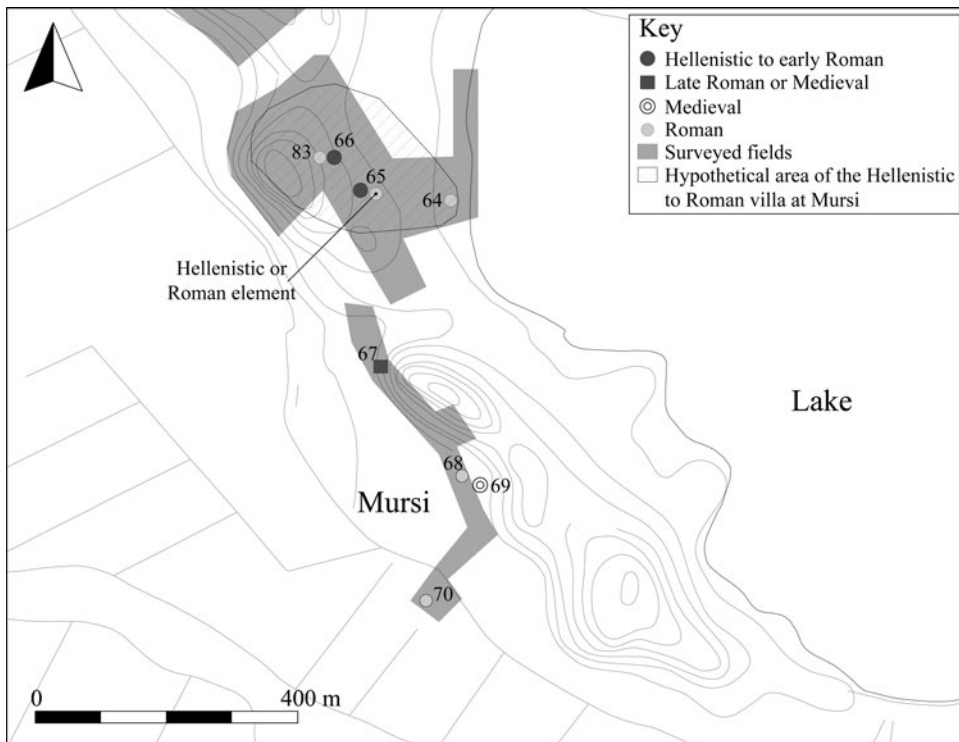 Key
Hellenistic to early Roman
Late Roman or Medieval
Medieval
Roman
Surveyed fields
Hypothetical area of the Hellenistic
to Roman villa at Mursi
83
66
65
64
Hellenistic or
Roman element
67
Lake
68
69
Mursi
70
0
400 m